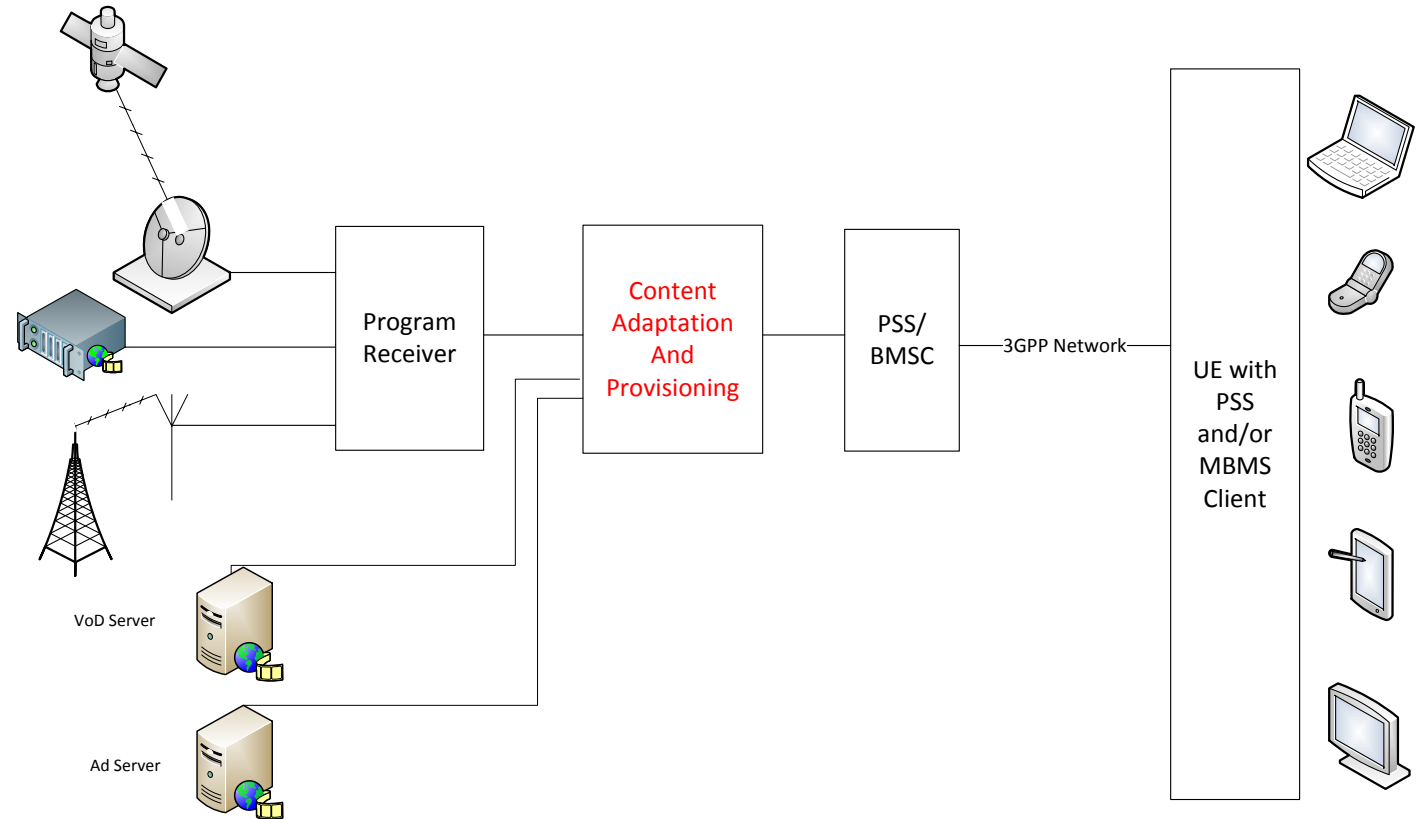 Program
Receiver
Content
Adaptation
And
Provisioning
PSS/
BMSC
3GPP Network
UE with
PSS
and/or
MBMS
Client
VoD Server
Ad Server